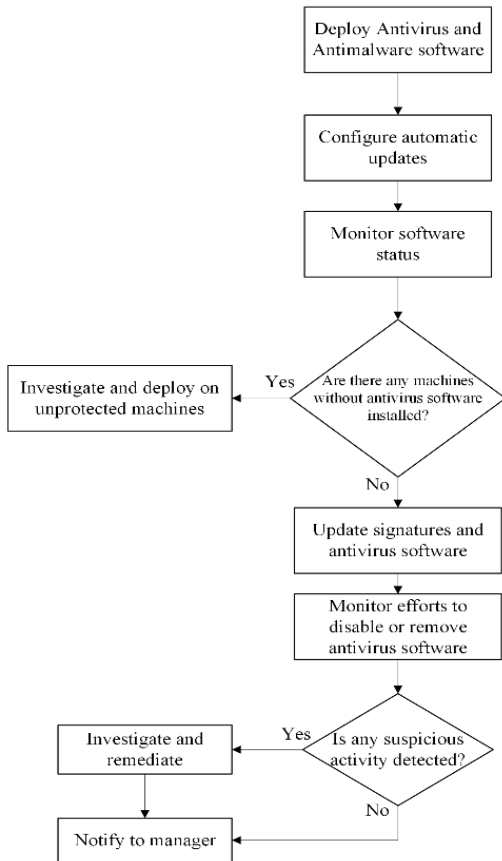 Deploy Antivirus and
Antimalware software
Configure automatic
updates
Monitor software
status
Are there any machines
without antivirus software
installed?
Yes
Investigate and deploy on
unprotected machines
No
Update signatures and
antivirus software
Monitor efforts to
disable or remove
antivirus software
Is any suspicious
activity detected?
Yes
Investigate and
remediate
No
Notify to manager